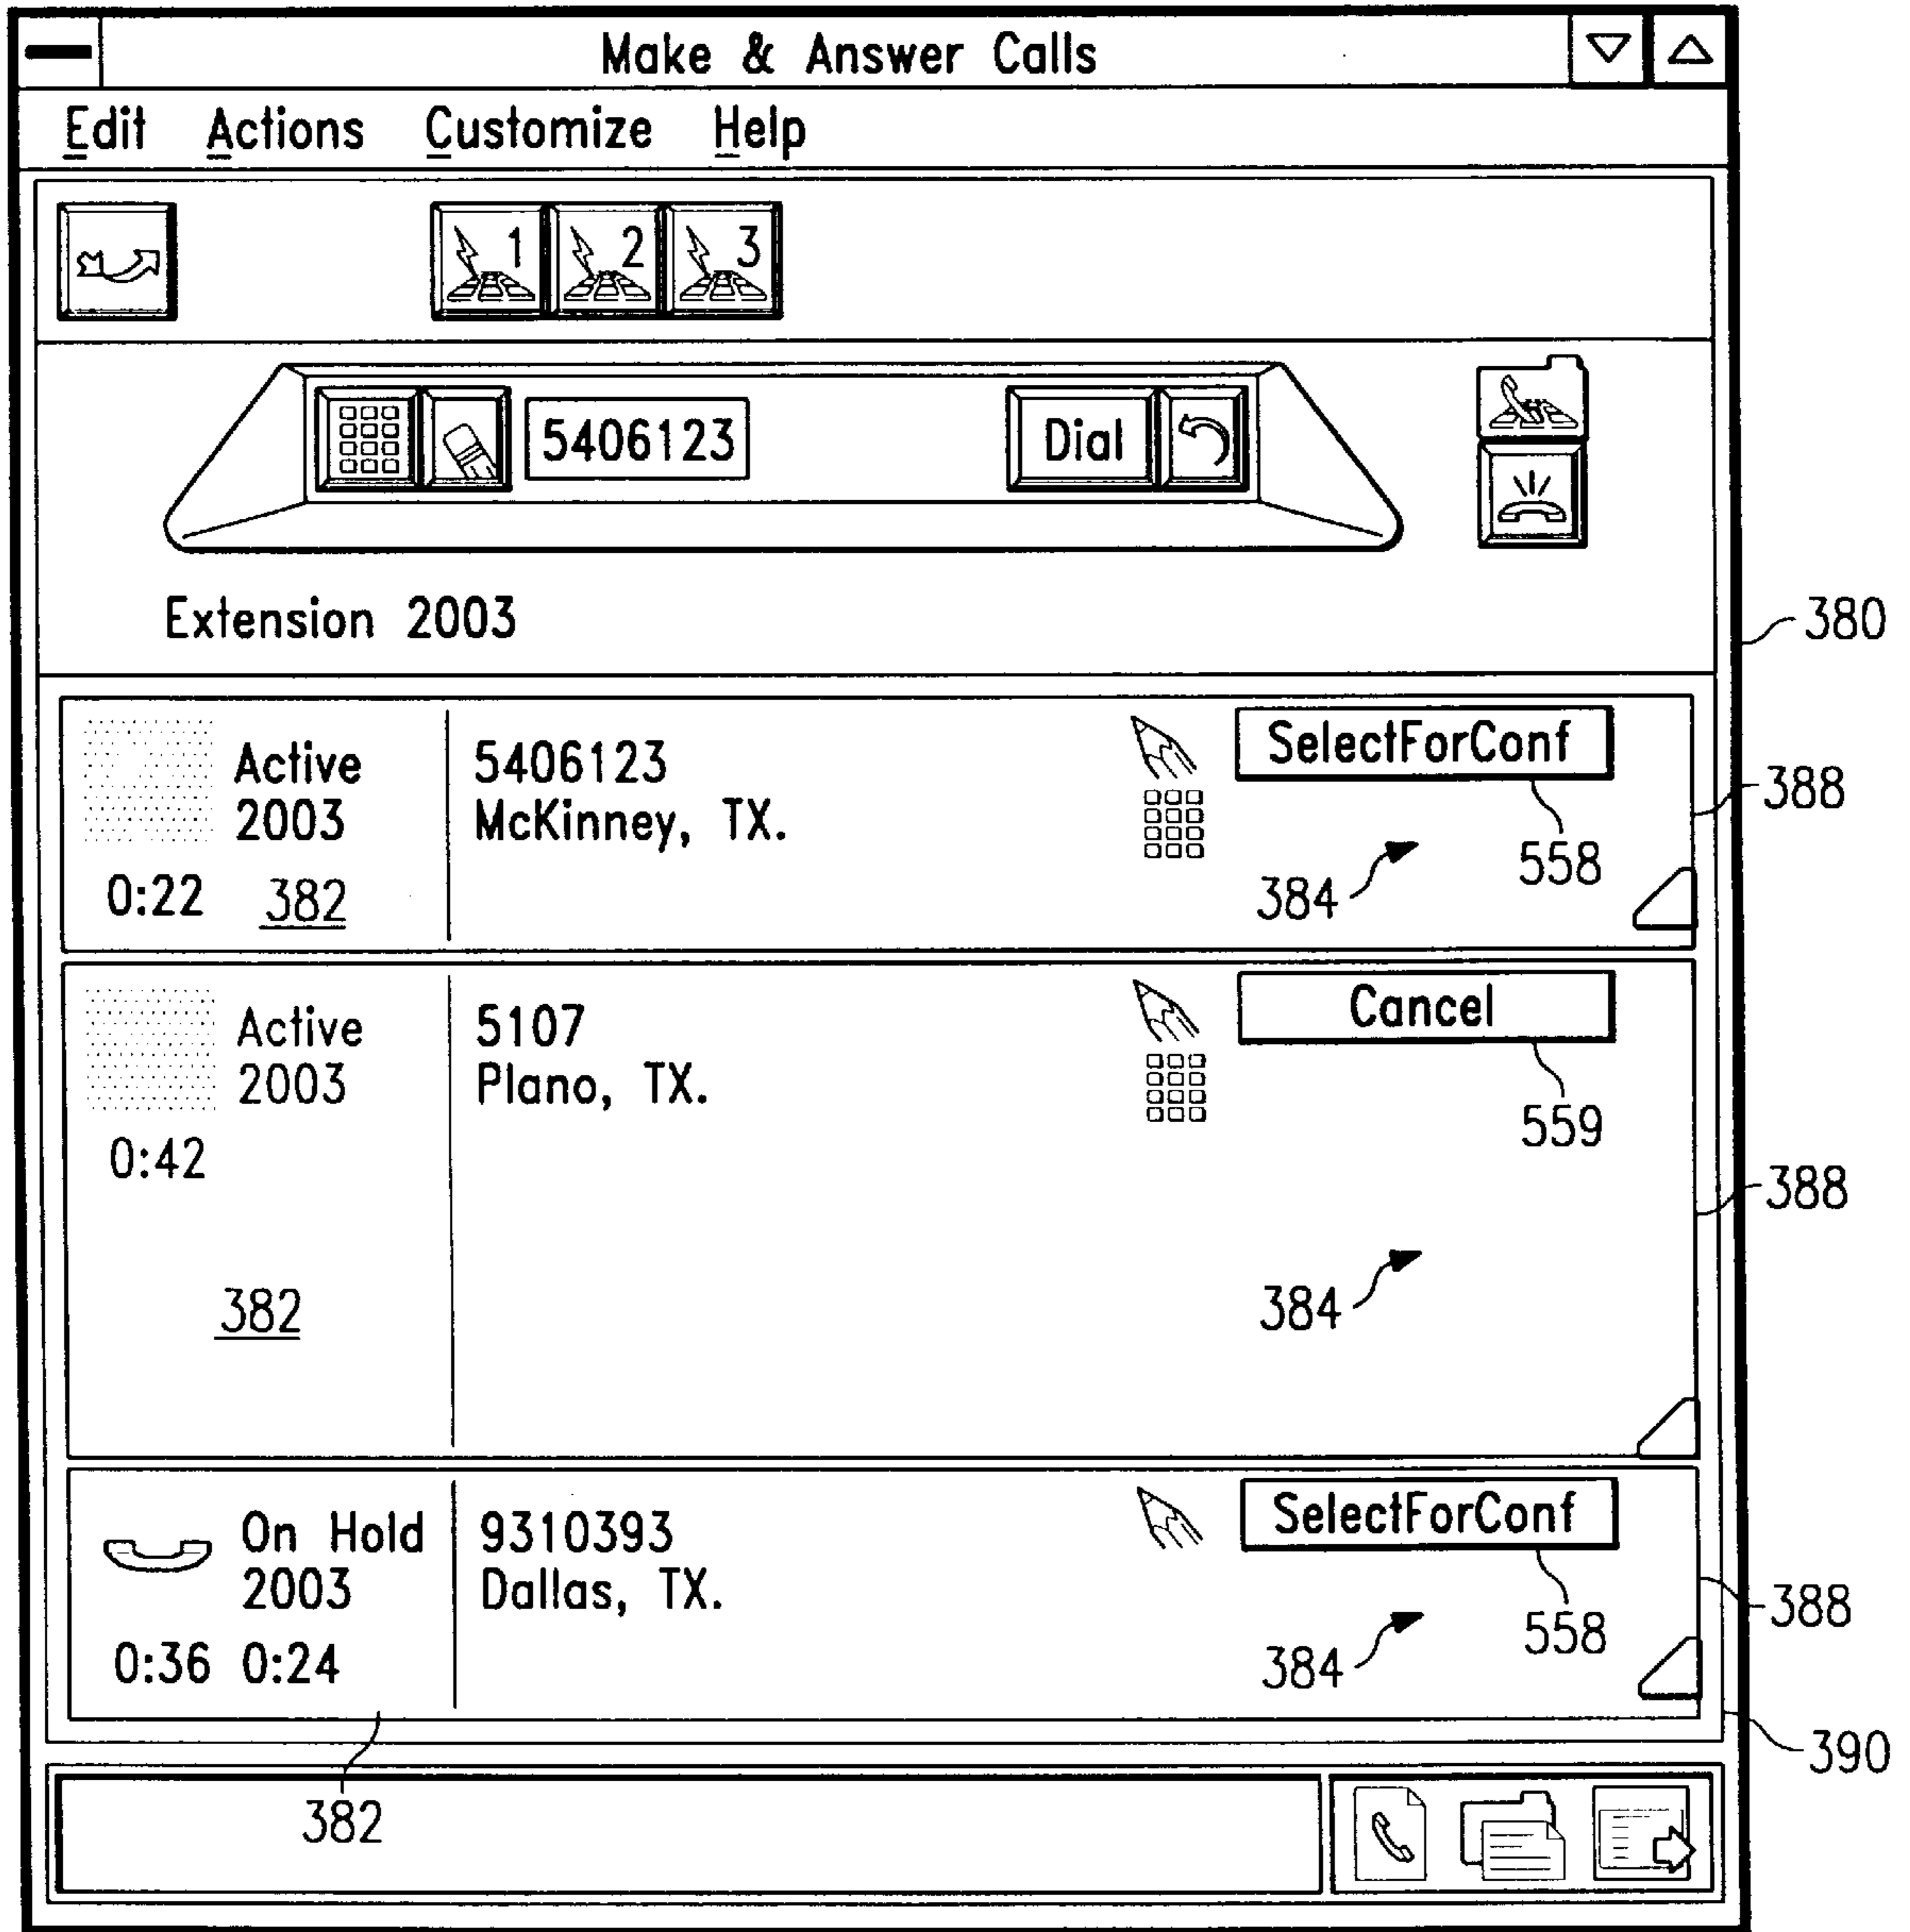 Make & Answer Calls
Edit Actions Customize Help
1 2 3
5406123 Dial
Extension 2003
380
Active 5406123 SelectForConf
2003 McKinney, TX.
388
0:22 382 384 558
Active 5107 Cancel
2003 Plano, TX.
0:42 559
388
382 384
On Hold 9310393 SelectForConf
2003 Dallas, TX.
388
0:36 0:24 384 558
390
382